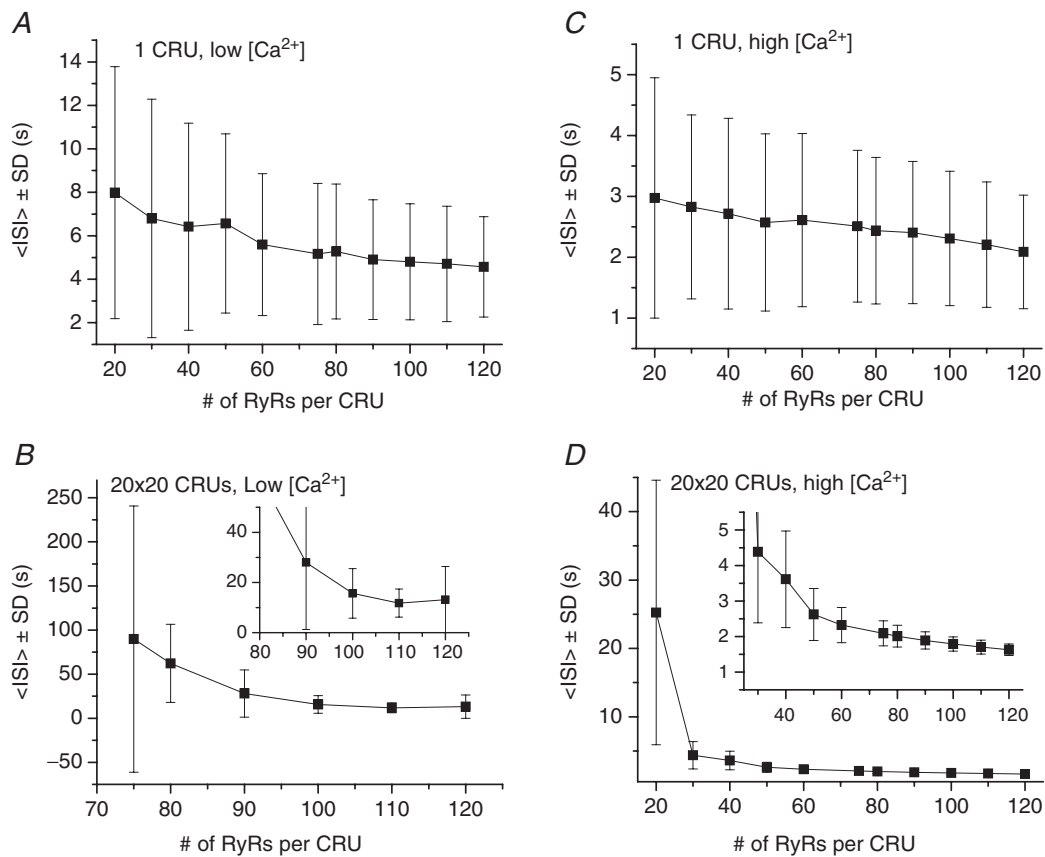 A
1 CRU, low [Ca²⁺]
<ISI> ± SD (s)
14
12
10
8
6
4
2
20 40 60 80 100 120
# of RyRs per CRU
C
1 CRU, high [Ca²⁺]
<ISI> ± SD (s)
5
4
3
2
1
20 40 60 80 100 120
# of RyRs per CRU
B
20x20 CRUs, Low [Ca²⁺]
<ISI> ± SD (s)
250
200
150
100
75
50
25
0
−50
70 80 90 100 110 120
# of RyRs per CRU
40
20
0
80 90 100 110 120
D
20x20 CRUs, high [Ca²⁺]
<ISI> ± SD (s)
40
30
20
10
20 40 60 80 100 120
# of RyRs per CRU
5
4
3
2
1
40 60 80 100 120